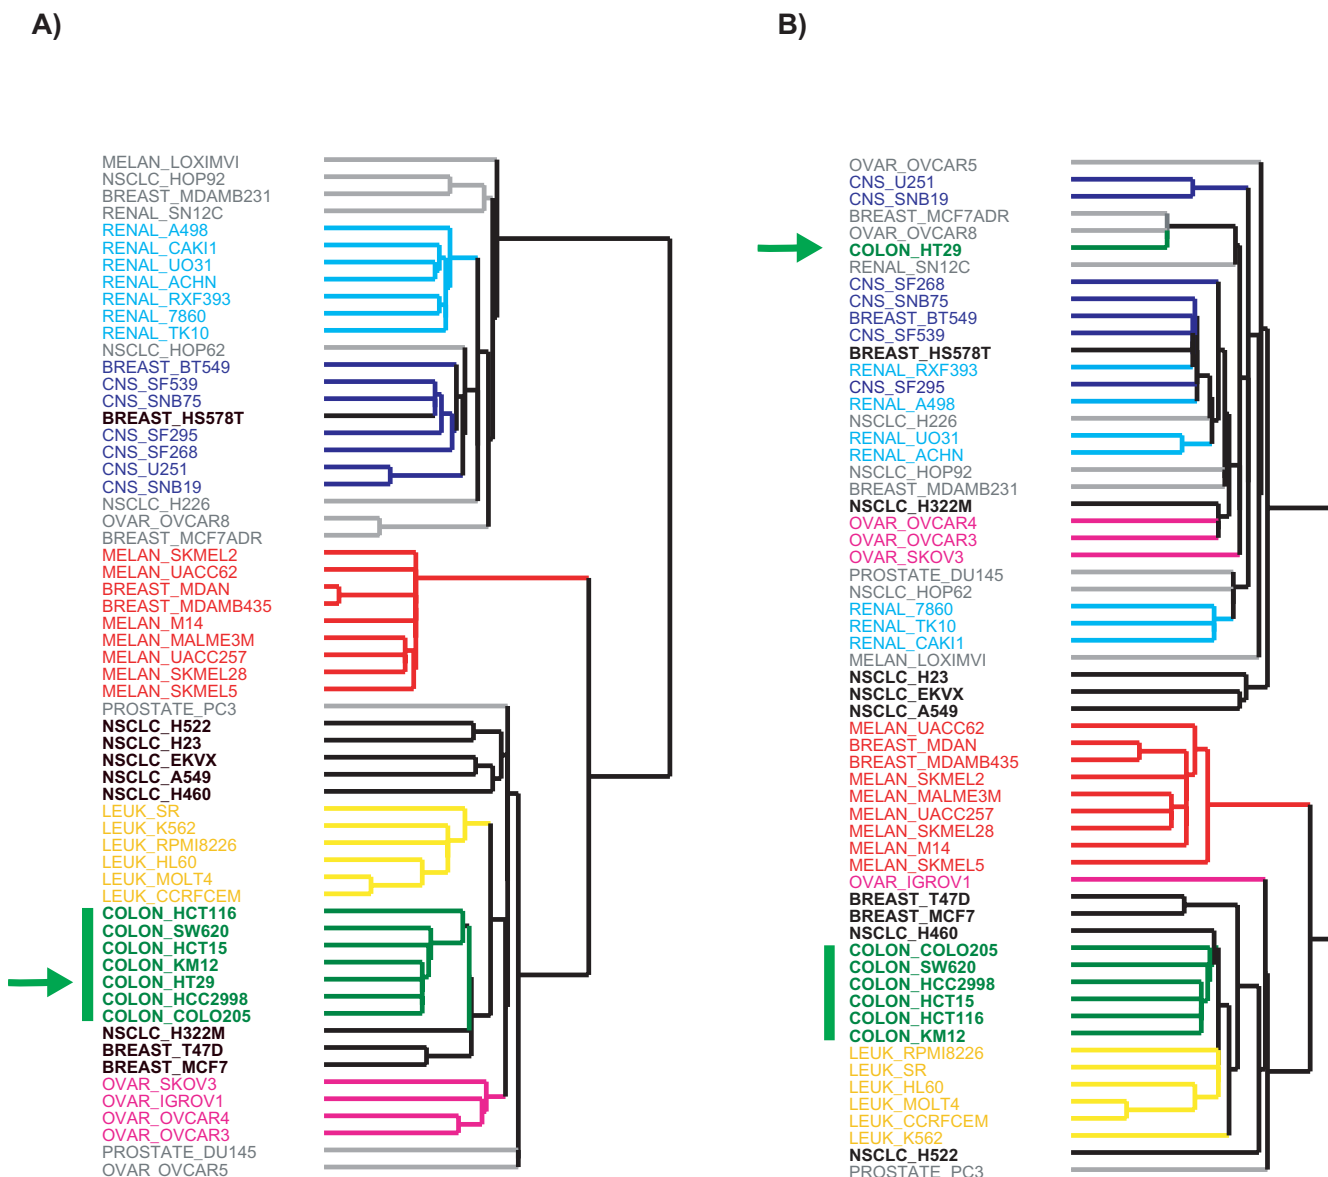 A)
MELAN_LOXIMVI
NSCLC_HOP92
BREAST_MDAMB231
RENAL_SN12C
RENAL_A498
RENAL_CAKI1
RENAL_UO31
RENAL_ACHN
RENAL_RXF393
RENAL_7860
RENAL_TK10
NSCLC_HOP62
BREAST_BT549
CNS_SF539
CNS_SNB75
BREAST_HS578T
CNS_SF295
CNS_SF268
CNS_U251
CNS_SNB19
NSCLC_H226
OVAR_OVCAR8
BREAST_MCF7ADR
MELAN_SKMEL2
MELAN_UACC62
BREAST_MDAN
BREAST_MDAMB435
MELAN_M14
MELAN_MALME3M
MELAN_UACC257
MELAN_SKMEL28
MELAN_SKMEL5
PROSTATE_PC3
NSCLC_H522
NSCLC_H23
NSCLC_EKVX
NSCLC_A549
NSCLC_H460
LEUK_SR
LEUK_K562
LEUK_RPMI8226
LEUK_HL60
LEUK_MOLT4
LEUK_CCRFCEM
COLON_HCT116
COLON_SW620
COLON_HCT15
COLON_KM12
COLON_HT29
COLON_HCC2998
COLON_COLO205
NSCLC_H322M
BREAST_T47D
BREAST_MCF7
OVAR_SKOV3
OVAR_IGROV1
OVAR_OVCAR4
OVAR_OVCAR3
PROSTATE_DU145
OVAR_OVCAR5
B)
OVAR_OVCAR5
CNS_U251
CNS_SNB19
BREAST_MCF7ADR
OVAR_OVCAR8
COLON_HT29
RENAL_SN12C
CNS_SF268
CNS_SNB75
BREAST_BT549
CNS_SF539
BREAST_HS578T
RENAL_RXF393
CNS_SF295
RENAL_A498
NSCLC_H226
RENAL_UO31
RENAL_ACHN
NSCLC_HOP92
BREAST_MDAMB231
NSCLC_H322M
OVAR_OVCAR4
OVAR_OVCAR3
OVAR_SKOV3
PROSTATE_DU145
NSCLC_HOP62
RENAL_7860
RENAL_TK10
RENAL_CAKI1
MELAN_LOXIMVI
NSCLC_H23
NSCLC_EKVX
NSCLC_A549
MELAN_UACC62
BREAST_MDAN
BREAST_MDAMB435
MELAN_SKMEL2
MELAN_MALME3M
MELAN_UACC257
MELAN_SKMEL28
MELAN_M14
MELAN_SKMEL5
OVAR_IGROV1
BREAST_T47D
BREAST_MCF7
NSCLC_H460
COLON_COLO205
COLON_SW620
COLON_HCC2998
COLON_HCT15
COLON_HCT116
COLON_KM12
LEUK_RPMI8226
LEUK_SR
LEUK_HL60
LEUK_MOLT4
LEUK_CCRFCEM
LEUK_K562
NSCLC_H522
PROSTATE_PC3